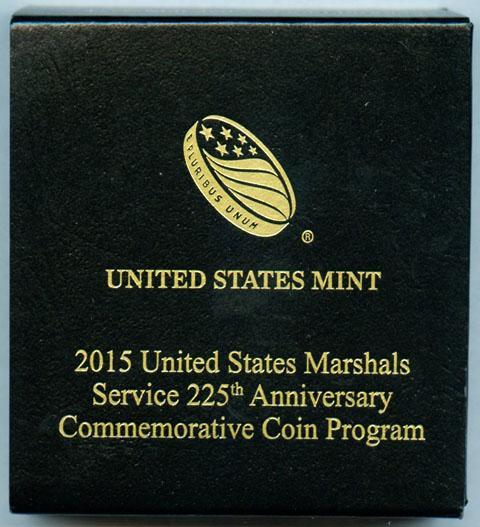 E PLURIBUS UNUM
®
UNITED STATES MINT
2015 United States Marshals
Service 225th Anniversary
Commemorative Coin Program